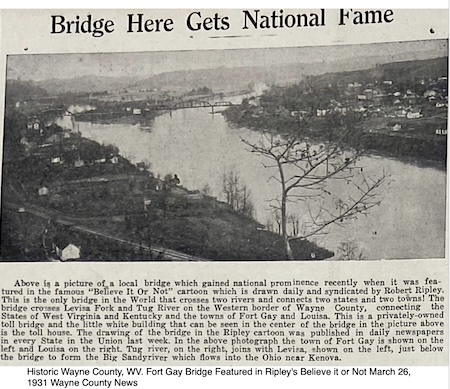 Bridge Here Gets National Fame
Above is a picture of a local bridge which gained national prominence recently when it was fea-
tured in the famous "Believe It Or Not" cartoon which is drawn daily and syndicated by Robert Ripley.
This is the only bridge in the World that crosses two rivers and connects two states and two towns! The
bridge crosses Levisa Fork and Tug River on the Western border of Wayne County, connecting the
States of West Virginia and Kentucky and the towns of Fort Gay and Louisa. This is a privately-owned
toll bridge and the little white building that can be seen in the center of the bridge in the picture above
is the toll house. The drawing of the bridge in the Ripley cartoon was published in daily newspapers
in every State in the Union last week. In the above photograph the town of Fort Gay is shown on the
left and Louisa on the right. Tug river, on the right, joins with Levisa, shown on the left, just below
the bridge to form the Big Sandyriver which flows into the Ohio near Kenova.
Historic Wayne County, WV. Fort Gay Bridge Featured in Ripley's Believe it or Not March 26,
1931 Wayne County News